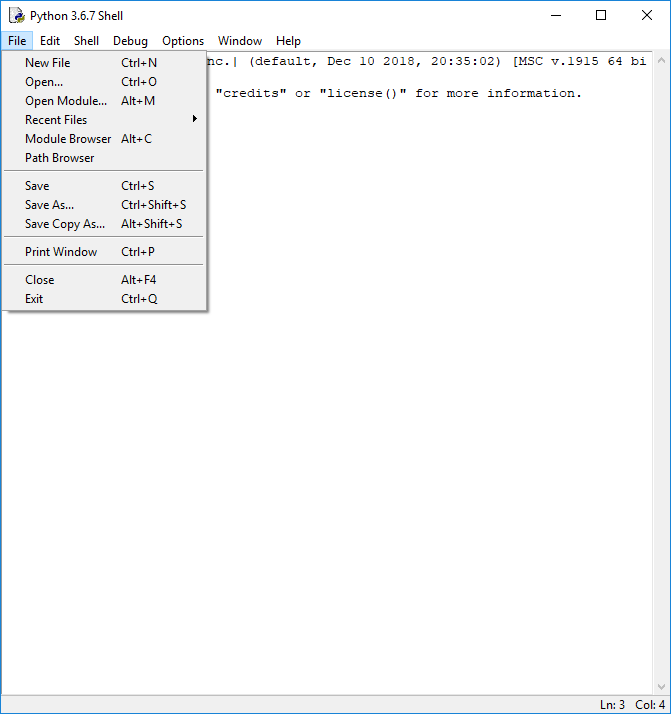 Python 3.6.7 Shell
File Edit Shell Debug Options Window Help
nc.| (default, Dec 10 2018, 20:35:02) [MSC v.1915 64 bi
"credits" or "license()" for more information.
New File Ctrl+N
Open... Ctrl+O
Open Module... Alt+M
Recent Files
Module Browser Alt+C
Path Browser
Save Ctrl+S
Save As... Ctrl+Shift+S
Save Copy As... Alt+Shift+S
Print Window Ctrl+P
Close Alt+F4
Exit Ctrl+Q
Ln: 3 Col: 4